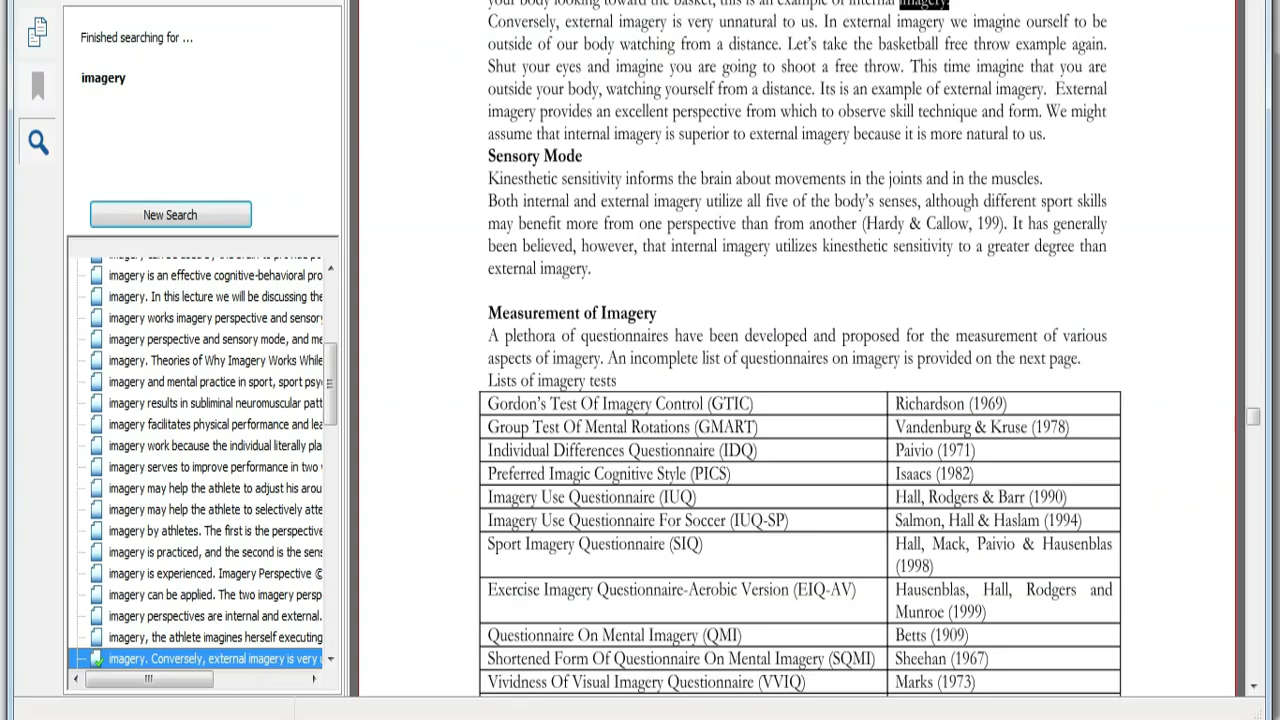 Finished searching for ...
imagery
New Search
imagery is an effective cognitive-behavioral pro
imagery. In this lecture we will be discussing the
imagery works imagery perspective and sensory
imagery perspective and sensory mode, and me
imagery. Theories of Why Imagery Works While
imagery and mental practice in sport, sport psy
imagery results in subliminal neuromuscular patt
imagery facilitates physical performance and lea
imagery work because the individual literally pla
imagery serves to improve performance in two
imagery may help the athlete to adjust his arou
imagery may help the athlete to selectively atte
imagery by athletes. The first is the perspective
imagery is practiced, and the second is the sens
imagery is experienced. Imagery Perspective ©
imagery can be applied. The two imagery persp
imagery perspectives are internal and external.
imagery, the athlete imagines herself executing
imagery. Conversely, external imagery is very
your body looking toward the basket, this is an example of internal imagery.
Conversely, external imagery is very unnatural to us. In external imagery we imagine ourself to be
outside of our body watching from a distance. Let's take the basketball free throw example again.
Shut your eyes and imagine you are going to shoot a free throw. This time imagine that you are
outside your body, watching yourself from a distance. Its is an example of external imagery. External
imagery provides an excellent perspective from which to observe skill technique and form. We might
assume that internal imagery is superior to external imagery because it is more natural to us.
Sensory Mode
Kinesthetic sensitivity informs the brain about movements in the joints and in the muscles.
Both internal and external imagery utilize all five of the body's senses, although different sport skills
may benefit more from one perspective than from another (Hardy & Callow, 199). It has generally
been believed, however, that internal imagery utilizes kinesthetic sensitivity to a greater degree than
external imagery.
Measurement of Imagery
A plethora of questionnaires have been developed and proposed for the measurement of various
aspects of imagery. An incomplete list of questionnaires on imagery is provided on the next page.
Lists of imagery tests
Gordon's Test Of Imagery Control (GTIC) Richardson (1969)
Group Test Of Mental Rotations (GMART) Vandenburg & Kruse (1978)
Individual Differences Questionnaire (IDQ) Paivio (1971)
Preferred Imagic Cognitive Style (PICS) Isaacs (1982)
Imagery Use Questionnaire (IUQ) Hall, Rodgers & Barr (1990)
Imagery Use Questionnaire For Soccer (IUQ-SP) Salmon, Hall & Haslam (1994)
Sport Imagery Questionnaire (SIQ) Hall, Mack, Paivio & Hausenblas
(1998)
Exercise Imagery Questionnaire-Aerobic Version (EIQ-AV) Hausenblas, Hall, Rodgers and
Munroe (1999)
Questionnaire On Mental Imagery (QMI) Betts (1909)
Shortened Form Of Questionnaire On Mental Imagery (SQMI) Sheehan (1967)
Vividness Of Visual Imagery Questionnaire (VVIQ) Marks (1973)